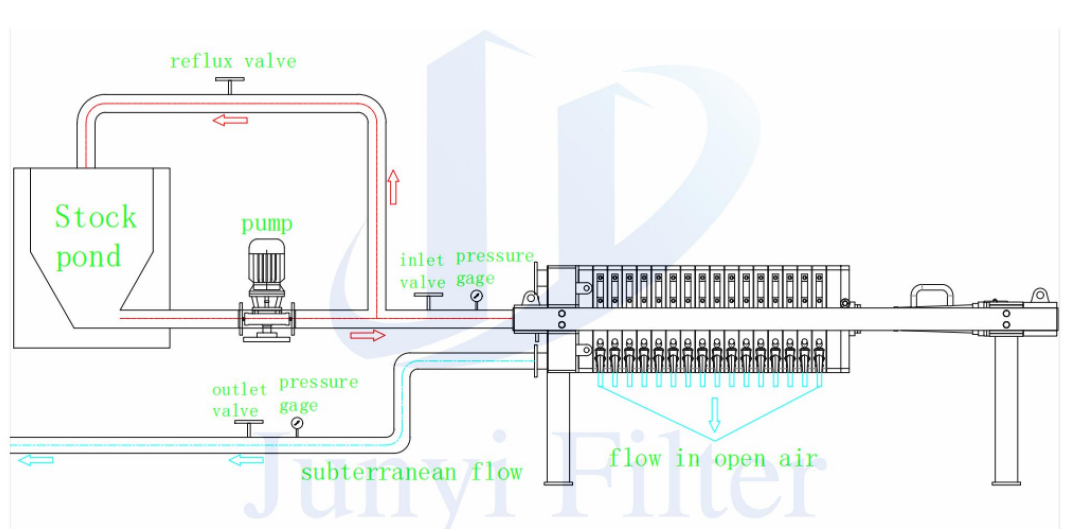 reflux valve
Stock
pond
pump
inlet
valve
pressure
gage
outlet
valve
pressure
gage
subterranean flow
flow in open air
Junyi Filter